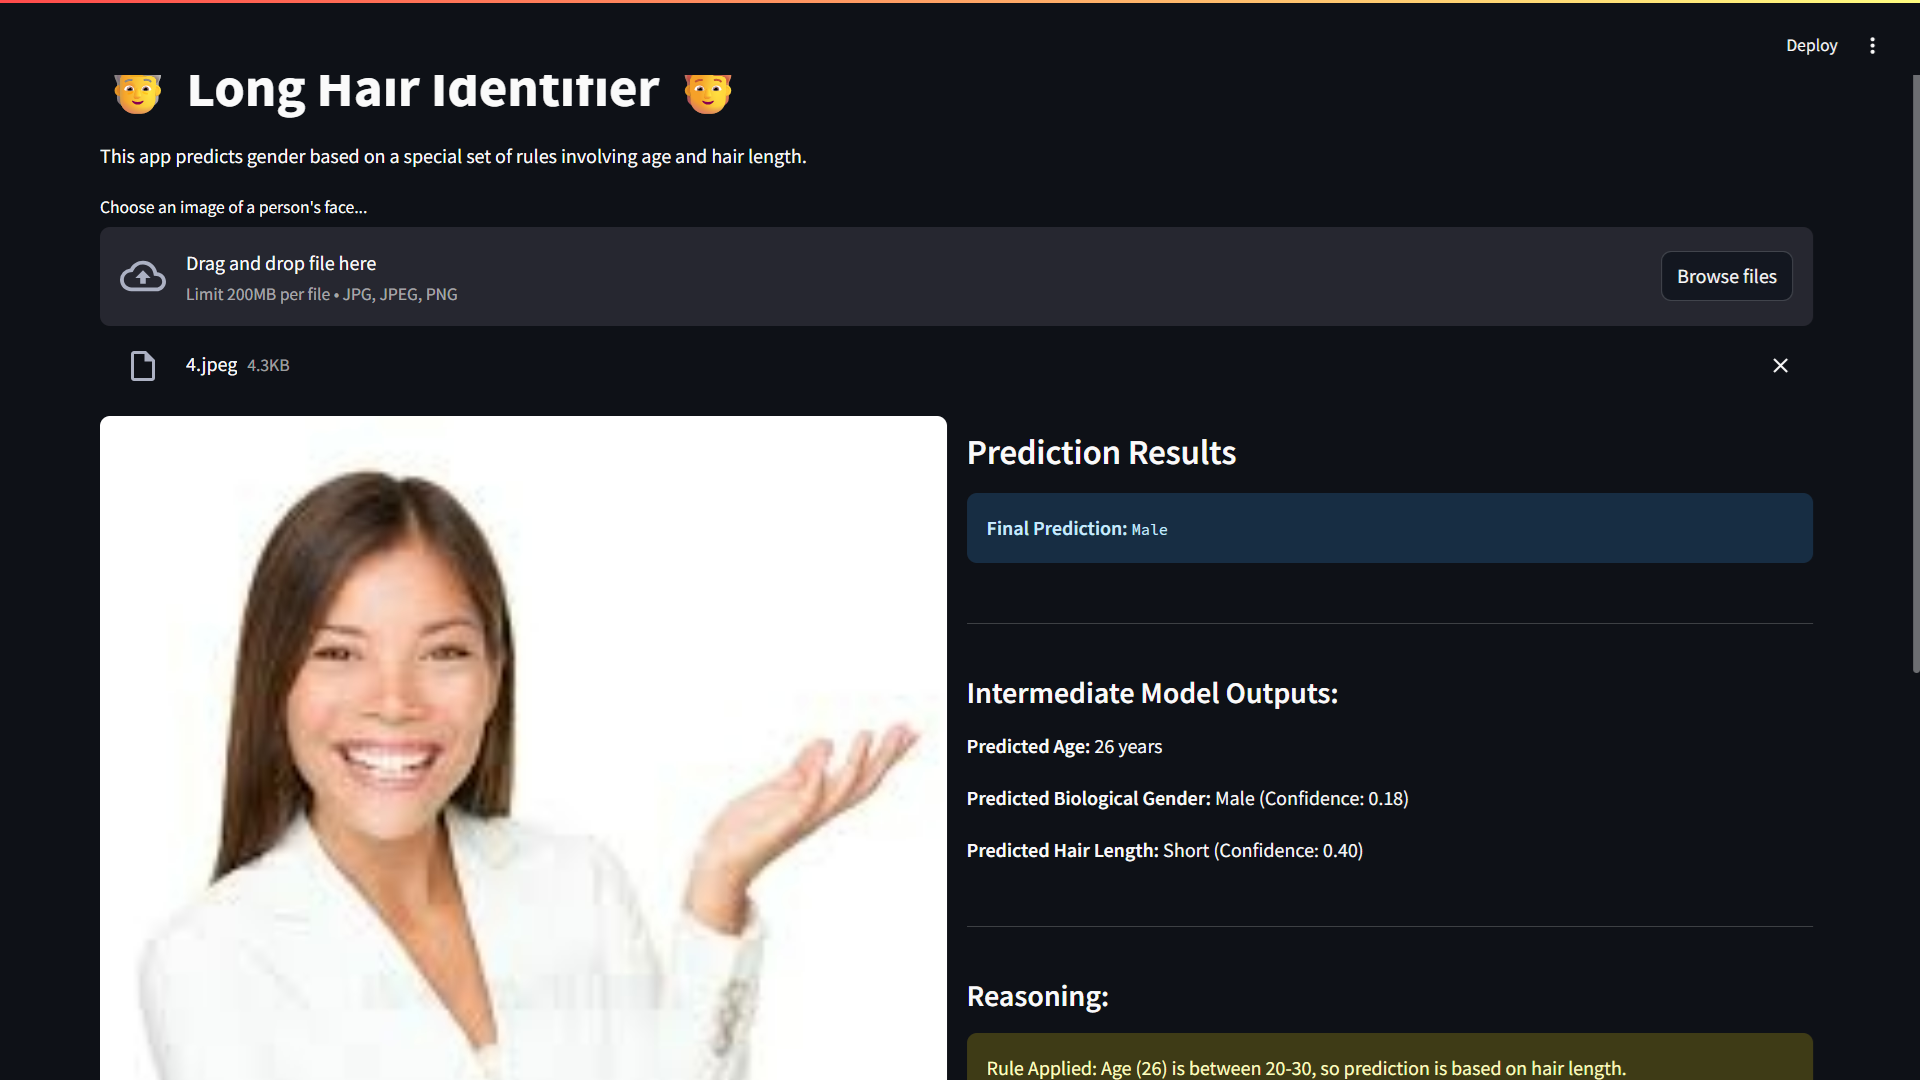 Deploy
Long Hair Identifier
This app predicts gender based on a special set of rules involving age and hair length.
Choose an image of a person's face...
Drag and drop file here
Limit 200MB per file • JPG, JPEG, PNG
Browse files
4.jpeg 4.3KB
Prediction Results
Final Prediction: Male
Intermediate Model Outputs:
Predicted Age: 26 years
Predicted Biological Gender: Male (Confidence: 0.18)
Predicted Hair Length: Short (Confidence: 0.40)
Reasoning:
Rule Applied: Age (26) is between 20-30, so prediction is based on hair length.